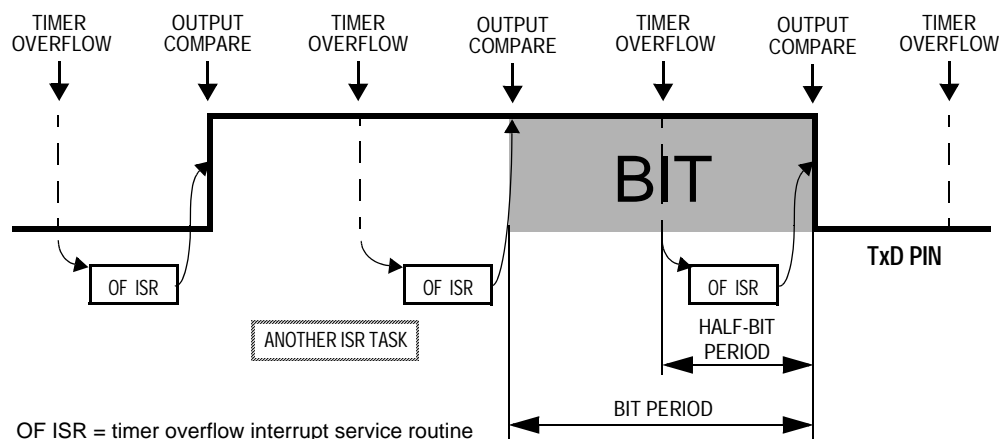 TIMER
OVERFLOW
OUTPUT
COMPARE
TIMER
OVERFLOW
OUTPUT
COMPARE
TIMER
OVERFLOW
OUTPUT
COMPARE
TIMER
OVERFLOW
BIT
TxD PIN
OF ISR
OF ISR
OF ISR
ANOTHER ISR TASK
HALF-BIT
PERIOD
BIT PERIOD
OF ISR = timer overflow interrupt service routine